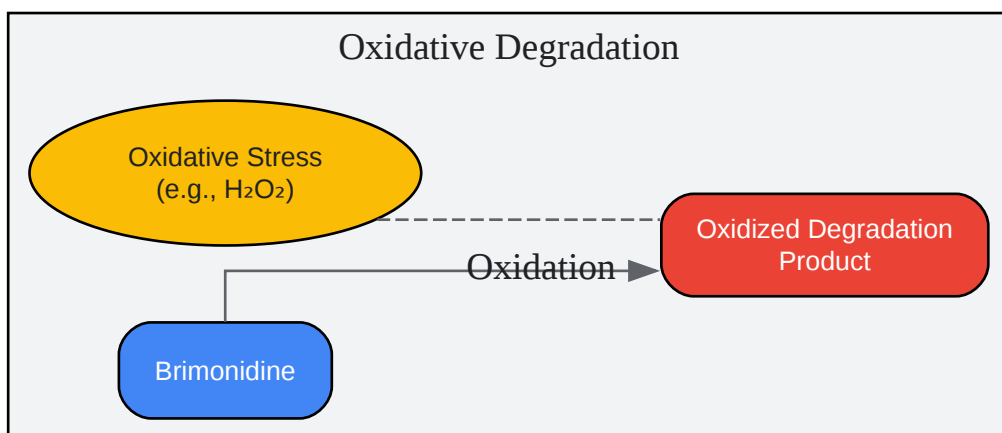 Oxidative Degradation
Oxidative Stress
(e.g., H₂O₂)
Oxidized Degradation
Product
Oxidation
Brimonidine